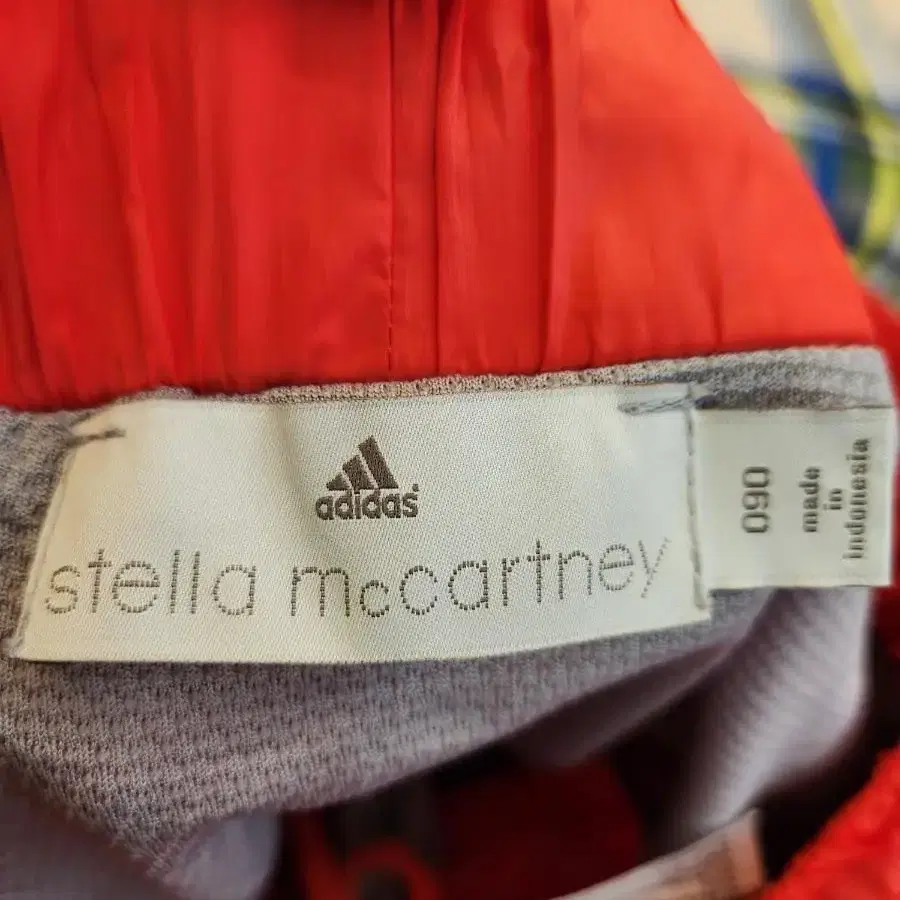 adidas
stella mccartney
090
made
in
indonesia